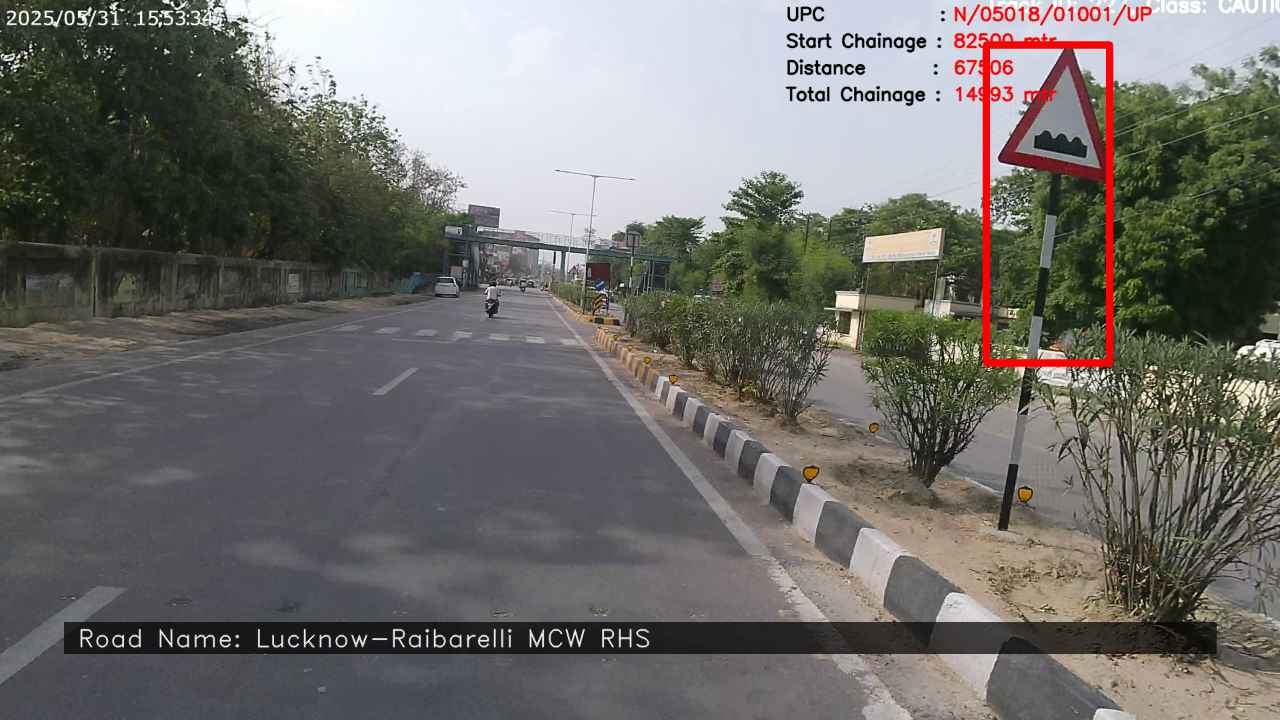 2025/05/31 15:53:34
Class: CAUTIO
UPC : N/05018/01001/UP
Start Chainage : 82500 mtr
Distance : 67506
Total Chainage : 14993 mtr
Road Name: Lucknow-Raibarelli MCW RHS